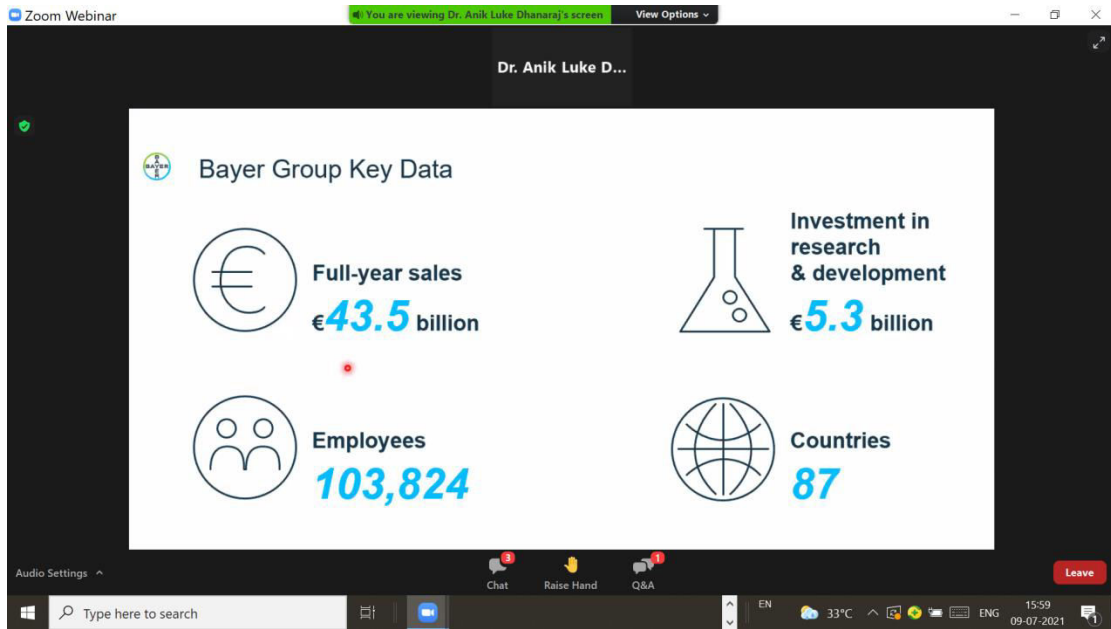 Zoom Webinar
You are viewing Dr. Anik Luke Dhanaraj's screen
View Options
Dr. Anik Luke D...
BAYER
BAYER
Bayer Group Key Data
Full-year sales
€43.5 billion
Investment in
research
& development
€5.3 billion
Employees
103,824
Countries
87
Audio Settings
3
Chat
Raise Hand
1
Q&A
Leave
Type here to search
EN
33°C
ENG
15:59
09-07-2021
1